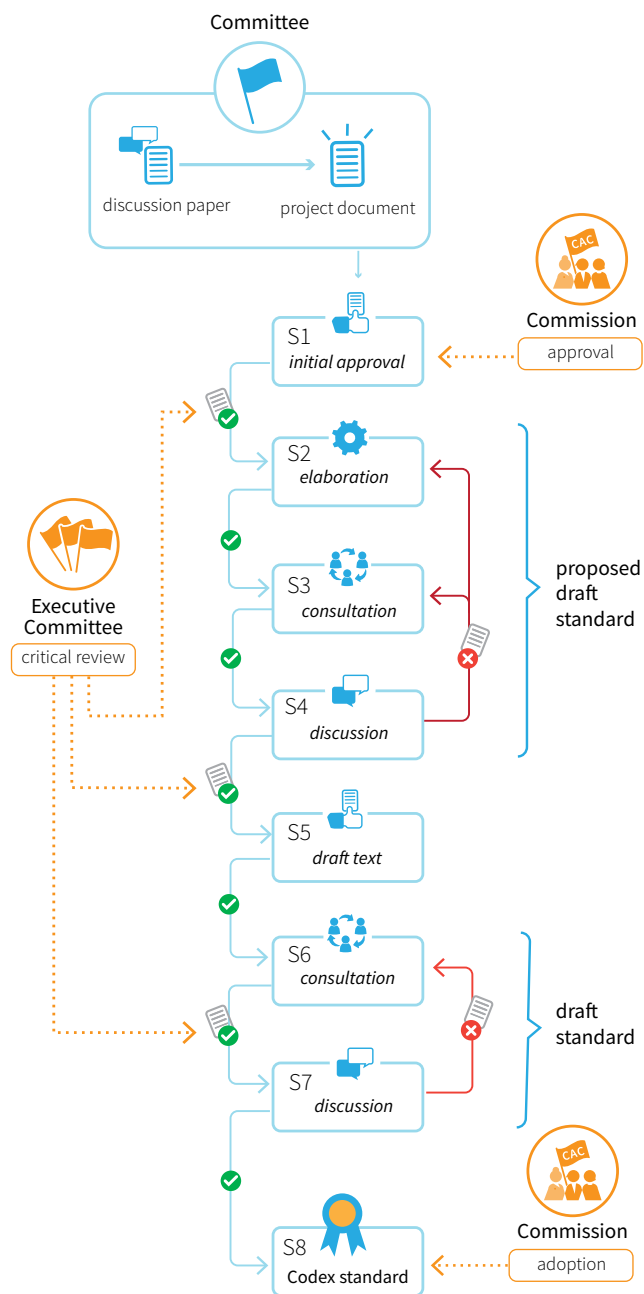 Committee
discussion paper
project document
CAC
Commission
approval
S1
initial approval
S2
elaboration
Executive
Committee
critical review
S3
consultation
proposed
draft
standard
S4
discussion
S5
draft text
S6
consultation
draft
standard
S7
discussion
CAC
Commission
adoption
S8
Codex standard